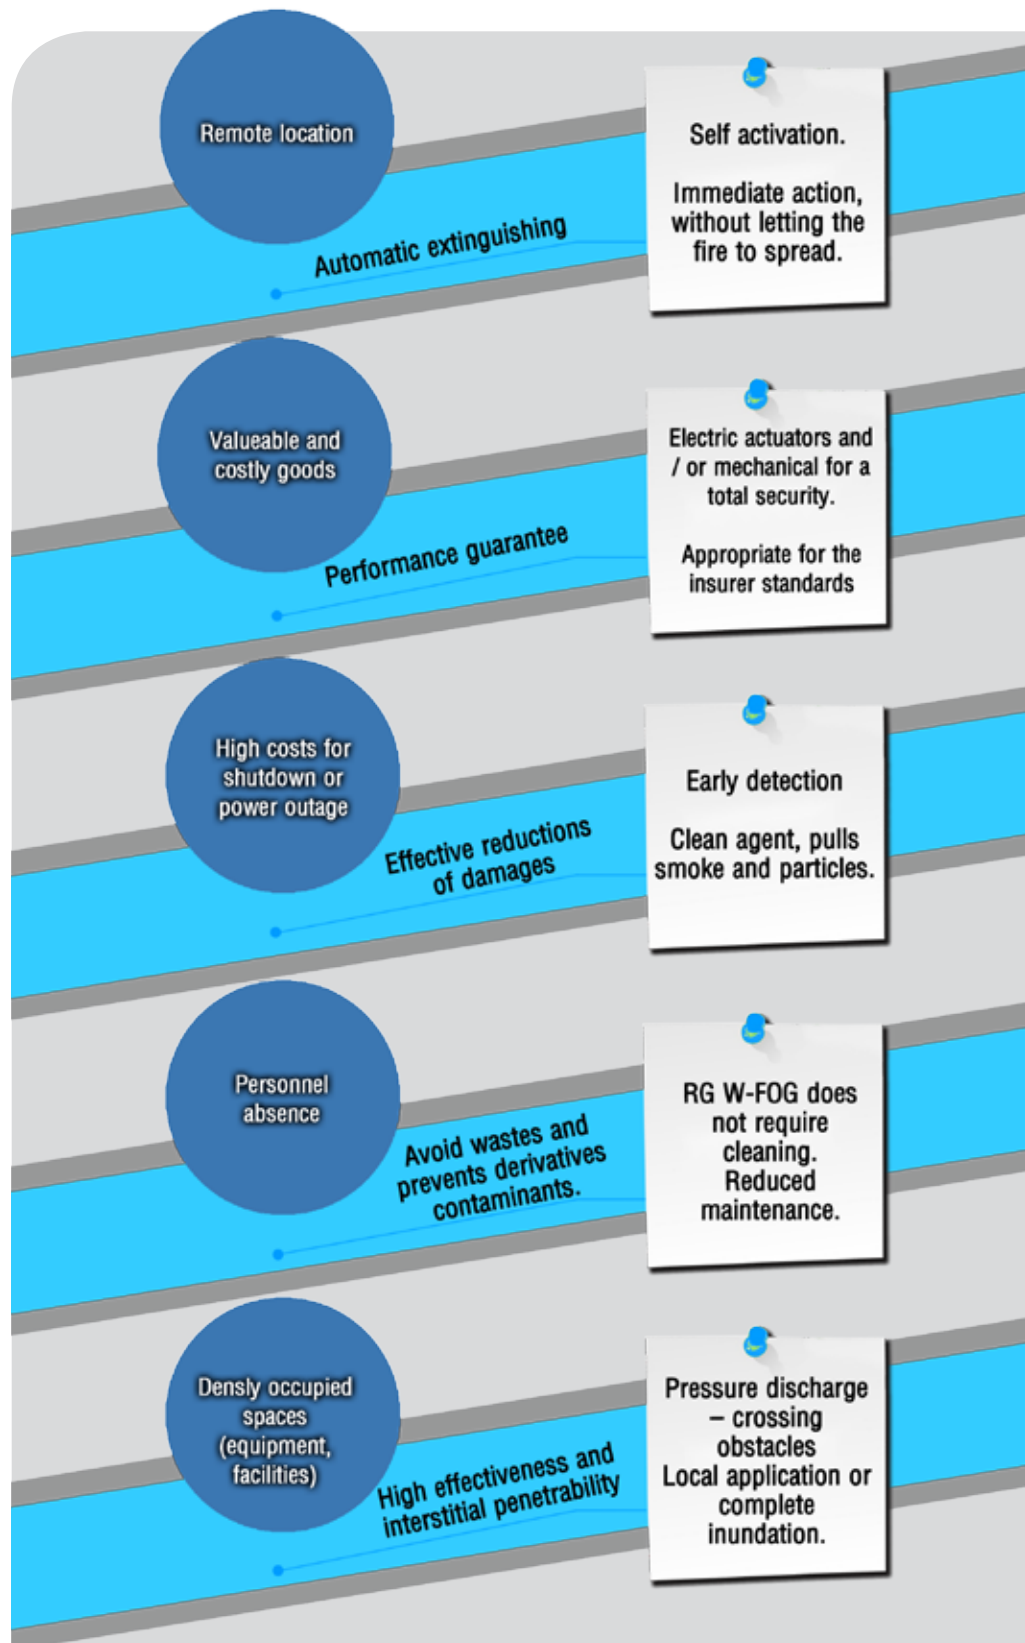 Remote location
Automatic extinguishing
Self activation.
Immediate action,
without letting the
fire to spread.
Valueable and
costly goods
Performance guarantee
Electric actuators and
/ or mechanical for a
total security.
Appropriate for the
insurer standards
High costs for
shutdown or
power outage
Effective reductions
of damages
Early detection
Clean agent, pulls
smoke and particles.
Personnel
absence
Avoid wastes and
prevents derivatives
contaminants.
RG W-FOG does
not require
cleaning.
Reduced
maintenance.
Densly occupied
spaces
(equipment,
facilities)
High effectiveness and
interstitial penetrability
Pressure discharge
– crossing
obstacles
Local application or
complete
inundation.